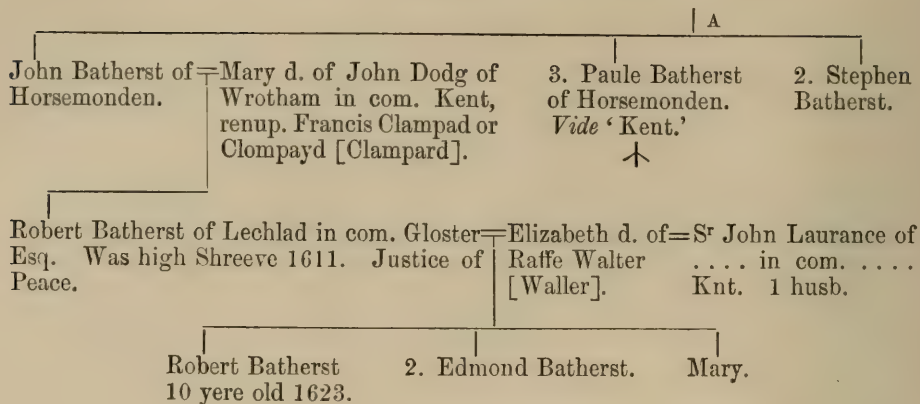 A
John Batherst of Horsemonden.
Mary d. of John Dodg of Wrotham in com. Kent, renup. Francis Clampad or Clompayd [Clampard].
3. Paule Batherst of Horsemonden. Vide ‘Kent.’
2. Stephen Batherst.
Robert Batherst of Lechlad in com. Gloster Esq. Was high Shreeve 1611. Justice of Peace.
Elizabeth d. of Raffe Walter [Waller].
Sr John Laurance of .... in com. .... Knt. 1 husb.
Robert Batherst 10 yere old 1623.
2. Edmond Batherst.
Mary.